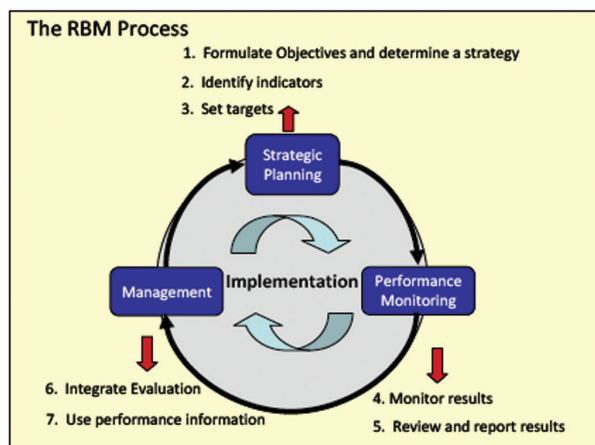 The RBM Process
1. Formulate Objectives and determine a strategy
2. Identify indicators
3. Set targets
Strategic
Planning
Management
Implementation
Performance
Monitoring
6. Integrate Evaluation
7. Use performance information
4. Monitor results
5. Review and report results